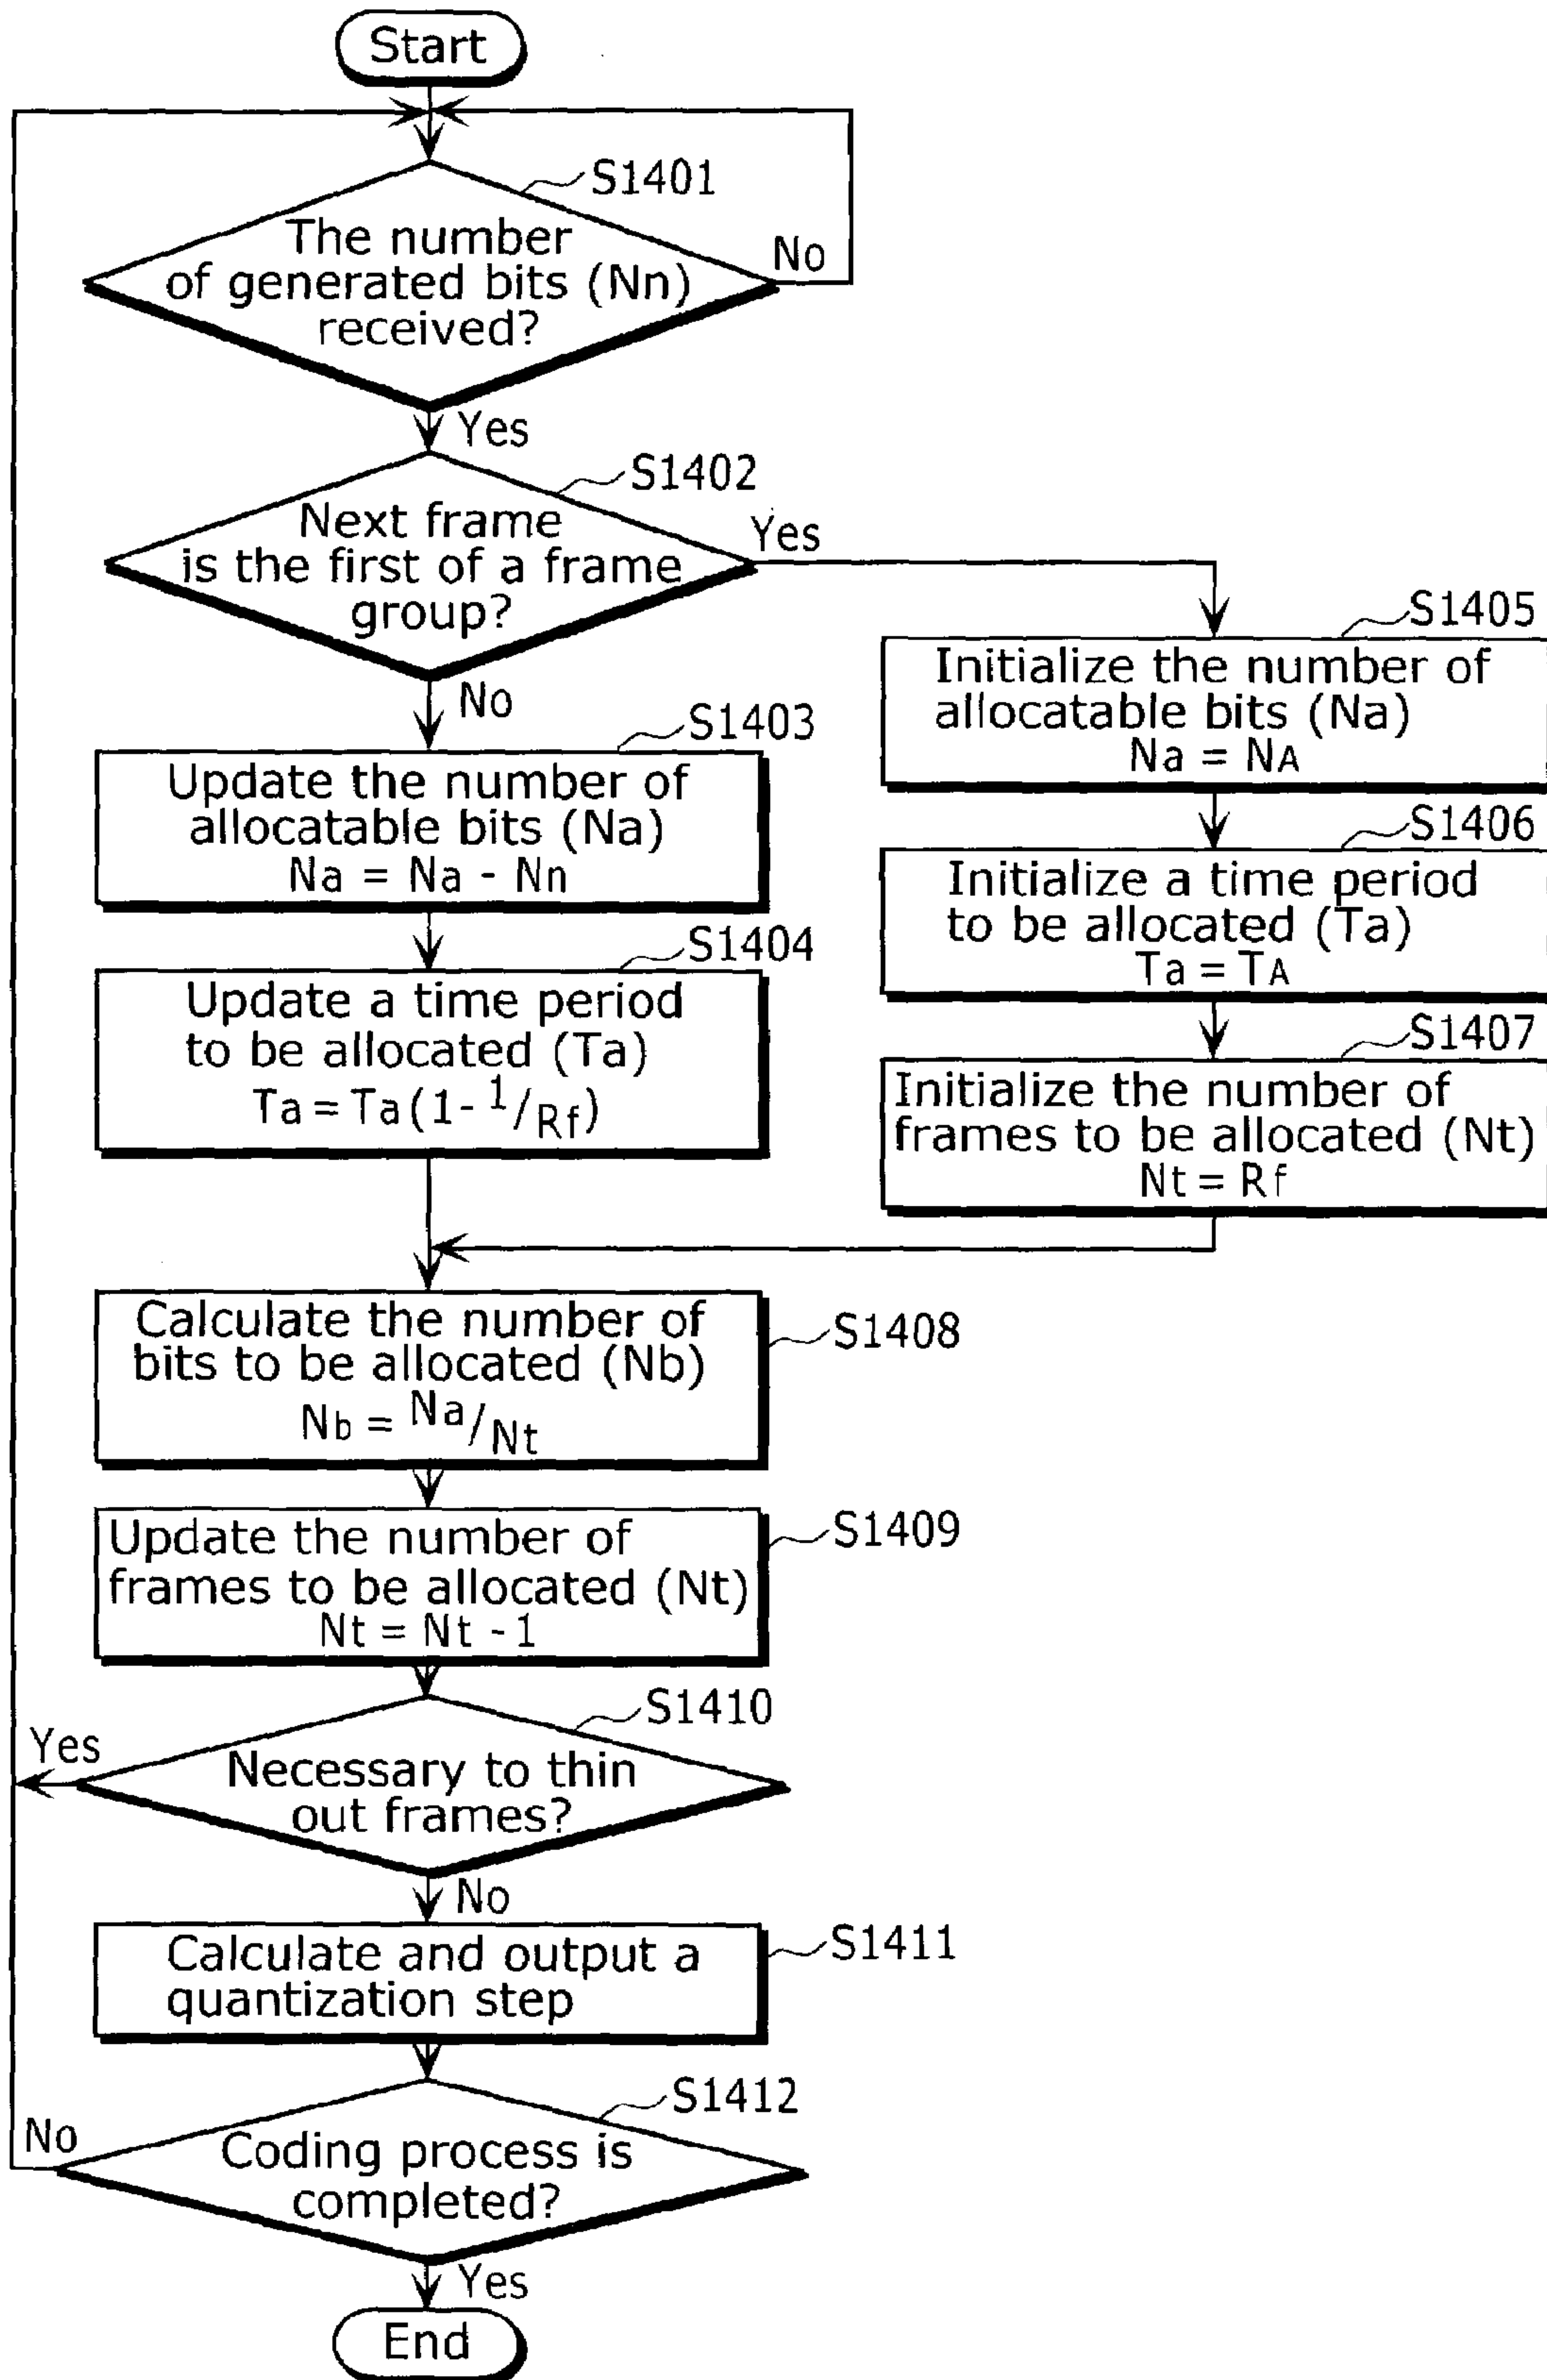 Start
S1401
The number
of generated bits (Nn)
received?
No
Yes
S1402
Next frame
is the first of a frame
group?
Yes
No
S1403
Update the number of
allocatable bits (Na)
Na = Na - Nn
S1404
Update a time period
to be allocated (Ta)
Ta = Ta (1 - 1/Rf)
S1405
Initialize the number of
allocatable bits (Na)
Na = NA
S1406
Initialize a time period
to be allocated (Ta)
Ta = TA
S1407
Initialize the number of
frames to be allocated (Nt)
Nt = Rf
Calculate the number of
bits to be allocated (Nb)
Nb = Na/Nt
S1408
Update the number of
frames to be allocated (Nt)
Nt = Nt - 1
S1409
S1410
Yes
Necessary to thin
out frames?
No
Calculate and output a
quantization step
S1411
S1412
No
Coding process is
completed?
Yes
End